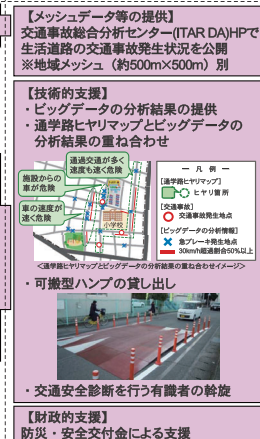 【メッシュデータ等の提供】
交通事故総合分析センター(ITAR DA)HPで
生活道路の交通事故発生状況を公開
※地域メッシュ（約500m×500m）別
【技術的支援】
・ビッグデータの分析結果の提供
・通学路ヒヤリマップとビッグデータの
分析結果の重ね合わせ
通過交通が多く
速度も速く危険
施設からの
車が危険
車の速度が
速く危険
小学校
凡 例
[通学路ヒヤリマップ]
ヒヤリ箇所
[交通事故]
交通事故発生地点
[ビッグデータの分析情報]
急ブレーキ発生地点
30km/h超過割合50%以上
<通学路ヒヤリマップとビッグデータの分析結果の重ね合わせイメージ>
・可搬型ハンプの貸し出し
・交通安全診断を行う有識者の斡旋
【財政的支援】
防災・安全交付金による支援